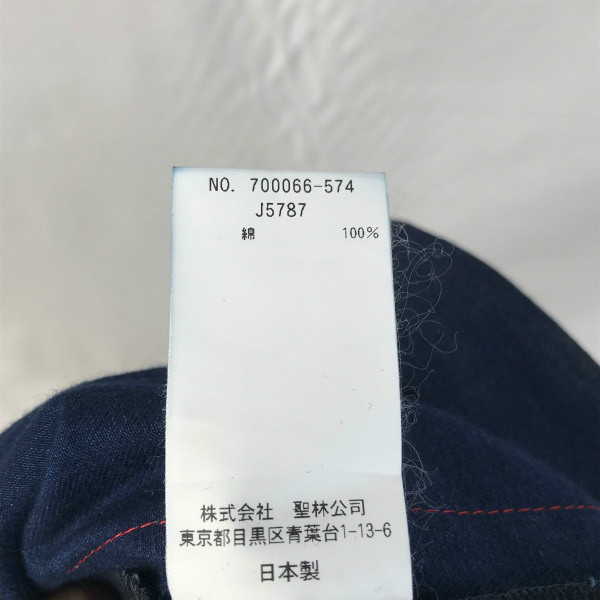 NO. 700066-574
J5787
綿 100%
株式会社 聖林公司
東京都目黒区青葉台1-13-6
日本製